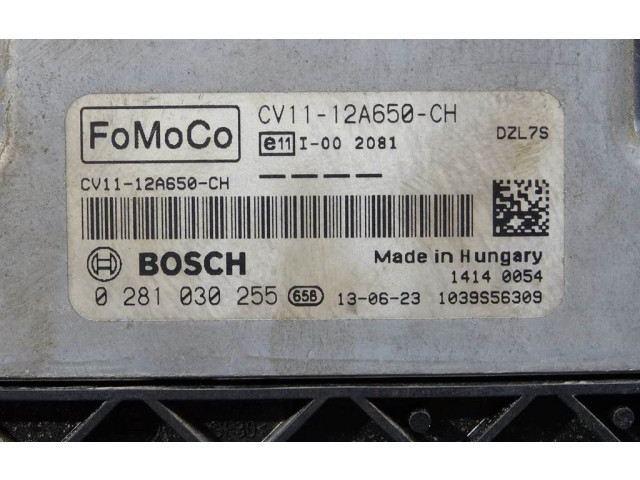 FoMoCo
CV11-12A650-CH
e11 I-00 2081
DZL7S
CV11-12A650-CH
BOSCH
Made in Hungary
1414 0054
0 281 030 255 656 13-06-23 1039S56309